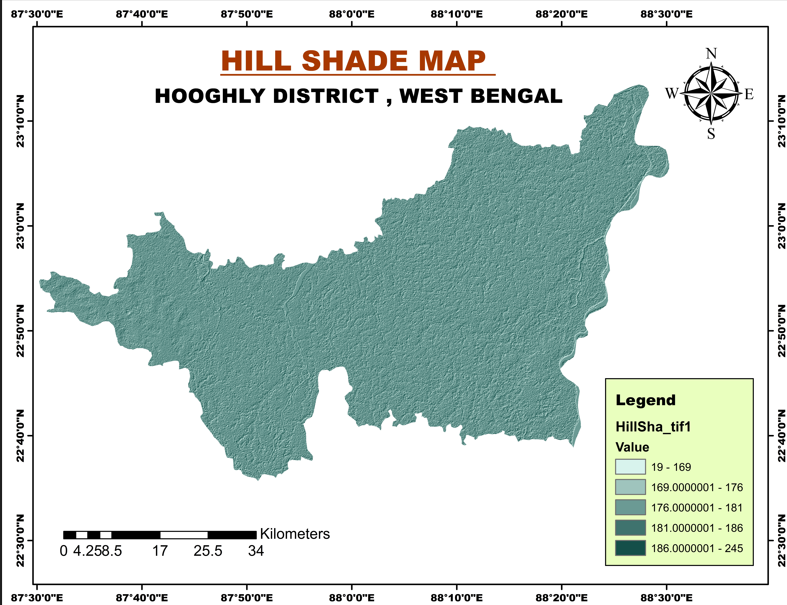 87°30'0"E 87°40'0"E 87°50'0"E 88°0'0"E 88°10'0"E 88°20'0"E 88°30'0"E
HILL SHADE MAP
HOOGHLY DISTRICT , WEST BENGAL
N
W E
S
23°10'0"N 23°10'0"N
23°0'0"N 23°0'0"N
22°50'0"N 22°50'0"N
22°40'0"N 22°40'0"N
22°30'0"N 22°30'0"N
Legend
HillSha_tif1
Value
19 - 169
169.0000001 - 176
176.0000001 - 181
181.0000001 - 186
186.0000001 - 245
Kilometers
0 4.258.5 17 25.5 34
87°30'0"E 87°40'0"E 87°50'0"E 88°0'0"E 88°10'0"E 88°20'0"E 88°30'0"E